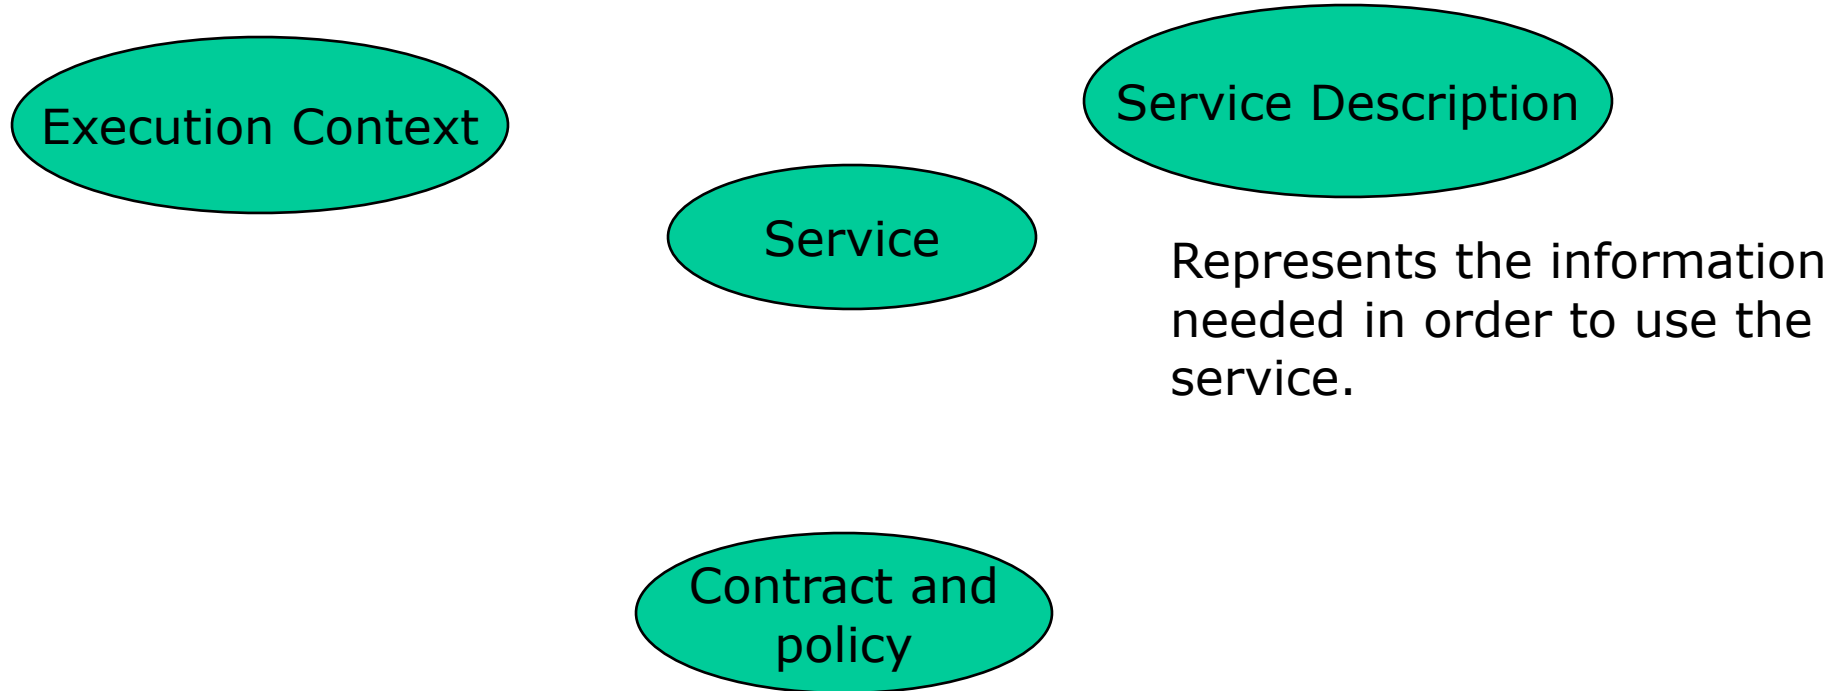 Execution Context
Service Description
Service
Represents the information
needed in order to use the
service.
Contract and
policy